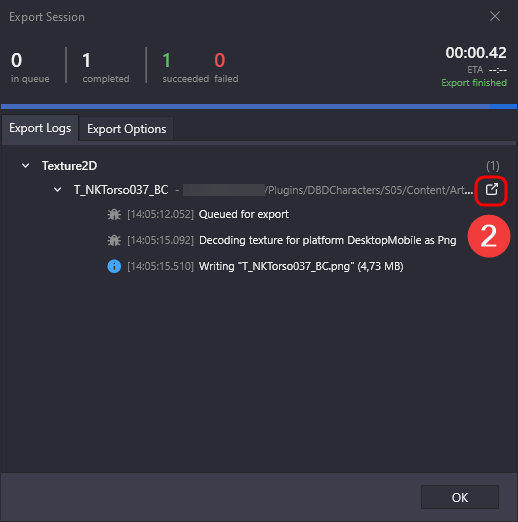 Export Session
0
in queue
1
completed
1
succeeded
0
failed
00:00.42
ETA --:--
Export finished
Export Logs
Export Options
Texture2D
(1)
T_NKTorso037_BC - /Plugins/DBDCharacters/S05/Content/Art...
[14:05:12.052] Queued for export
[14:05:15.092] Decoding texture for platform DesktopMobile as Png
2
[14:05:15.510] Writing "T_NKTorso037_BC.png" (4,73 MB)
OK